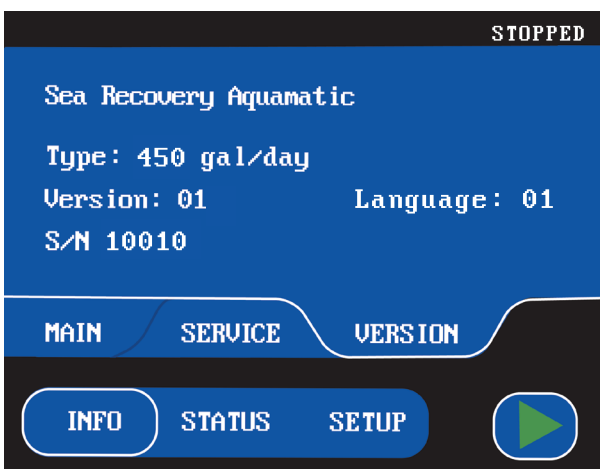 STOPPED
Sea Recovery Aquamatic
Type: 450 gal/day
Version: 01 Language: 01
S/N 10010
MAIN SERVICE VERSION
INFO STATUS SETUP